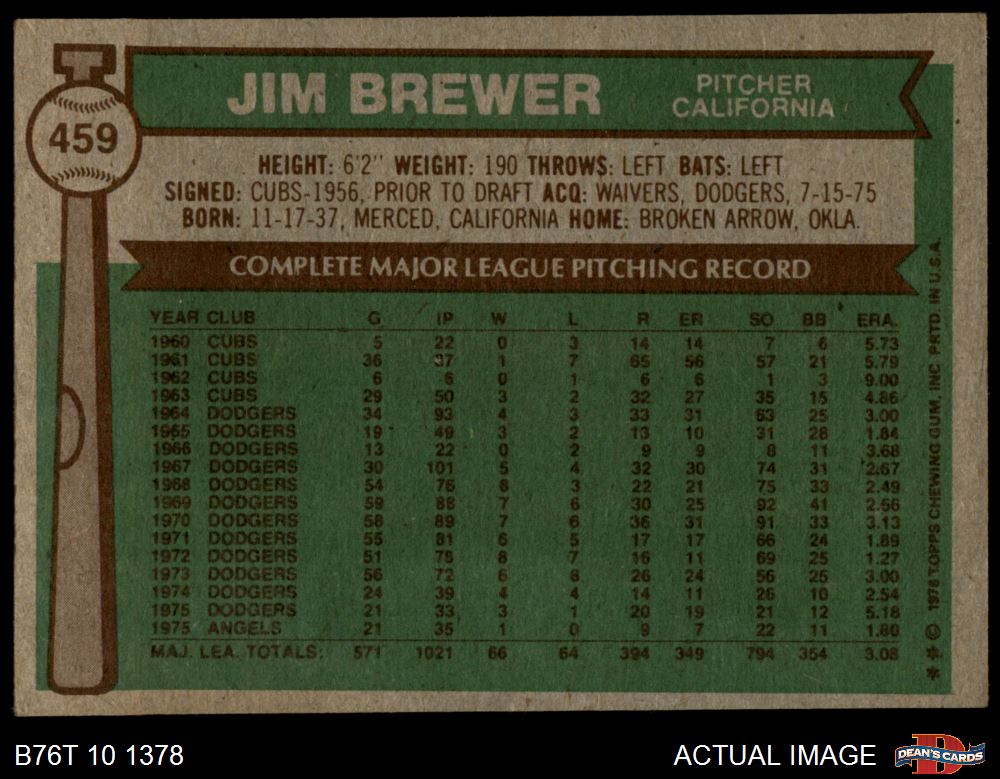 JIM BREWER
PITCHER
CALIFORNIA
459
HEIGHT: 6'2" WEIGHT: 190 THROWS: LEFT BATS: LEFT
SIGNED: CUBS-1956, PRIOR TO DRAFT ACQ: WAIVERS, DODGERS, 7-15-75
BORN: 11-17-37, MERCED, CALIFORNIA HOME: BROKEN ARROW, OKLA.
COMPLETE MAJOR LEAGUE PITCHING RECORD
YEAR CLUB G IP W L R ER SO BB ERA.
1960 CUBS 5 22 0 3 14 14 7 6 5.73
1961 CUBS 36 87 1 7 65 56 57 21 5.79
1962 CUBS 6 6 0 1 6 6 1 3 9.00
1963 CUBS 29 50 3 2 32 27 35 15 4.86
1964 DODGERS 34 93 4 3 33 31 63 25 3.00
1965 DODGERS 19 49 3 2 13 10 31 28 1.84
1966 DODGERS 13 22 0 2 9 9 8 11 3.68
1967 DODGERS 30 101 5 4 32 30 74 31 2.67
1968 DODGERS 54 76 8 3 22 21 75 33 2.49
1969 DODGERS 59 88 7 6 30 25 92 41 2.56
1970 DODGERS 58 89 7 6 36 31 91 33 3.13
1971 DODGERS 55 81 6 5 17 17 66 24 1.89
1972 DODGERS 51 78 8 7 16 11 69 25 1.27
1973 DODGERS 56 72 6 8 26 24 56 25 3.00
1974 DODGERS 24 39 4 4 14 11 26 10 2.54
1975 DODGERS 21 33 3 1 20 19 21 12 5.18
1975 ANGELS 21 35 1 0 9 7 22 11 1.80
MAJ. LEA. TOTALS: 571 1021 66 64 394 349 794 354 3.08
** © 1976 TOPPS CHEWING GUM, INC. PRTD. IN U.S.A.
B76T 10 1378
ACTUAL IMAGE
DEAN'S CARDS